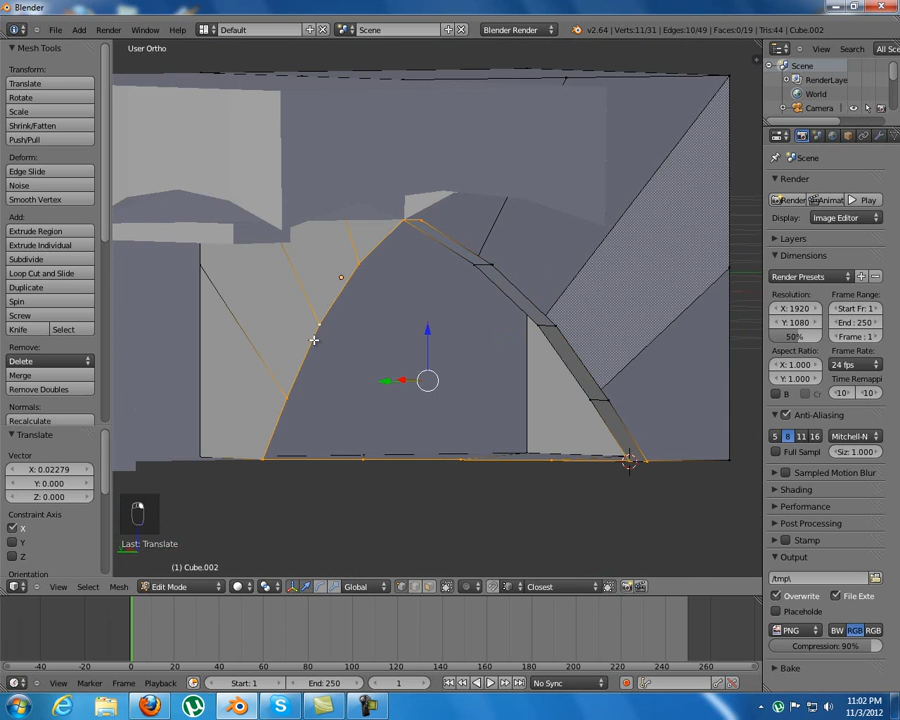 Blender
File Add Render Window Help
Default
Scene
Blender Render
v2.64 | Verts:11/31 | Edges:10/49 | Faces:0/19 | Tris:44 | Cube.002
Mesh Tools
Transform:
Translate
Rotate
Scale
Shrink/Fatten
Push/Pull
Deform:
Edge Slide
Noise
Smooth Vertex
Add:
Extrude Region
Extrude Individual
Subdivide
Loop Cut and Slide
Duplicate
Spin
Screw
Knife Select
Remove:
Delete
Merge
Remove Doubles
Normals:
Recalculate
Translate
Vector
X: 0.02279
Y: 0.000
Z: 0.000
Constraint Axis
X
Y
Z
Orientation
User Ortho
Last: Translate
(1) Cube.002
View Select Mesh
Edit Mode
Global
Closest
-40 -20 0 20 40 60 80 100 120 140 160 180 200 220 240 260
View Marker Frame Playback
Start: 1
End: 250
1
No Sync
View Search All Sce
Scene
RenderLaye
World
Camera
Scene
Render
Render Animat Play
Display: Image Editor
Layers
Dimensions
Render Presets
Resolution: Frame Range:
X: 1920 Start Fr: 1
Y: 1080 End : 250
50% Frame : 1
Aspect Ratio: Frame Rate:
X: 1.000 24 fps
Y: 1.000 Time Remappi
B Cr 10 10
Anti-Aliasing
5 8 11 16 Mitchell-N
Full Sampl Siz: 1.000
Sampled Motion Blur
Shading
Performance
Post Processing
Stamp
Output
/tmp\
Overwrite File Exte
Placeholde
PNG BW RGB RGB
Compression: 90%
Bake
11:02 PM
11/3/2012